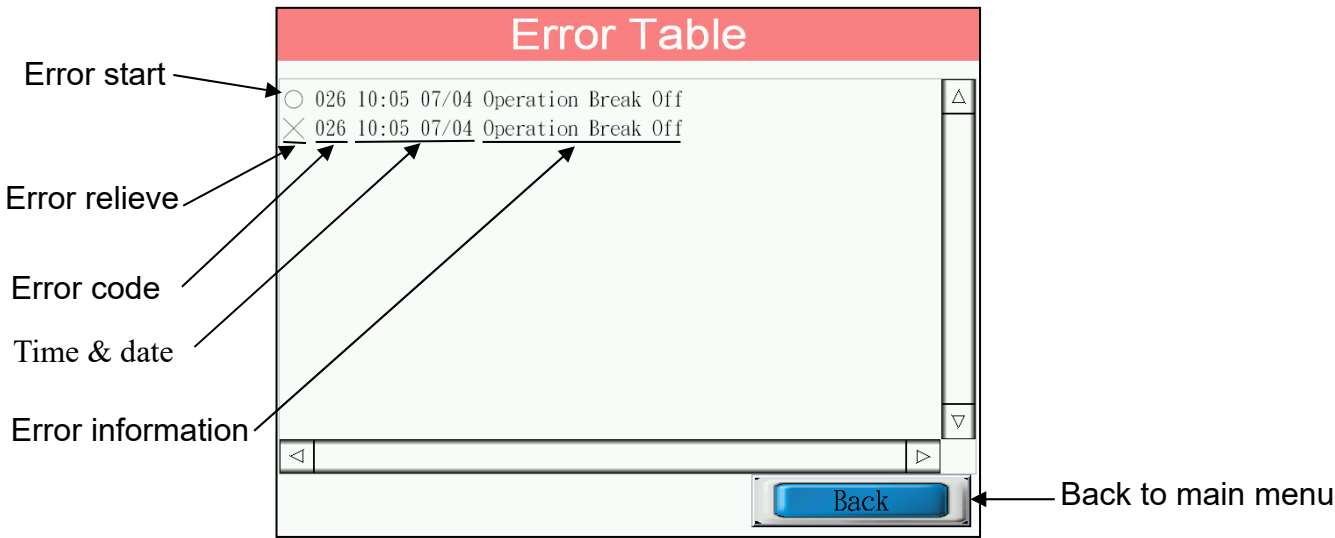 Error Table
Error start
○ 026 10:05 07/04 Operation Break Off
× 026 10:05 07/04 Operation Break Off
Error relieve
Error code
Time & date
Error information
Back
Back to main menu